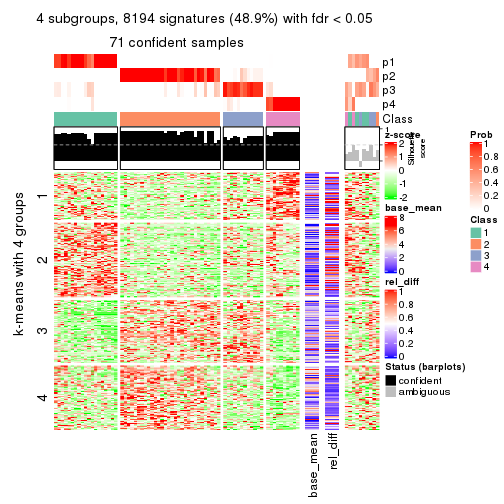 4 subgroups, 8194 signatures (48.9%) with fdr < 0.05
71 confident samples
p1
p2
p3
p4
Class
1
Silhouette
score
k-means with 4 groups
1
2
3
4
base_mean
rel_diff
z-score
2
1
0
-1
-2
base_mean
8
6
4
2
0
rel_diff
1
0.8
0.6
0.4
0.2
0
Status (barplots)
confident
ambiguous
Prob
1
0.8
0.6
0.4
0.2
0
Class
1
2
3
4